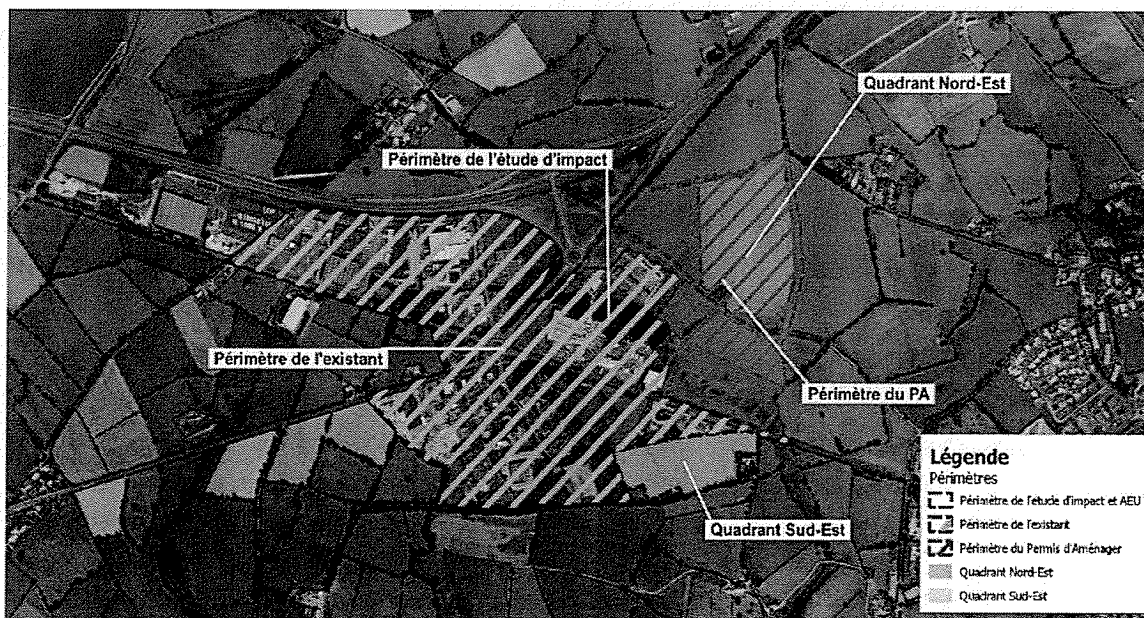 Quadrant Nord-Est
Périmètre de l'étude d'impact
Périmètre de l'existant
Périmètre du PA
Quadrant Sud-Est
Légende
Périmètres
Périmètre de l'étude d'impact et AEU
Périmètre de l'existant
Périmètre du Permis d'Aménager
Quadrant Nord-Est
Quadrant Sud-Est